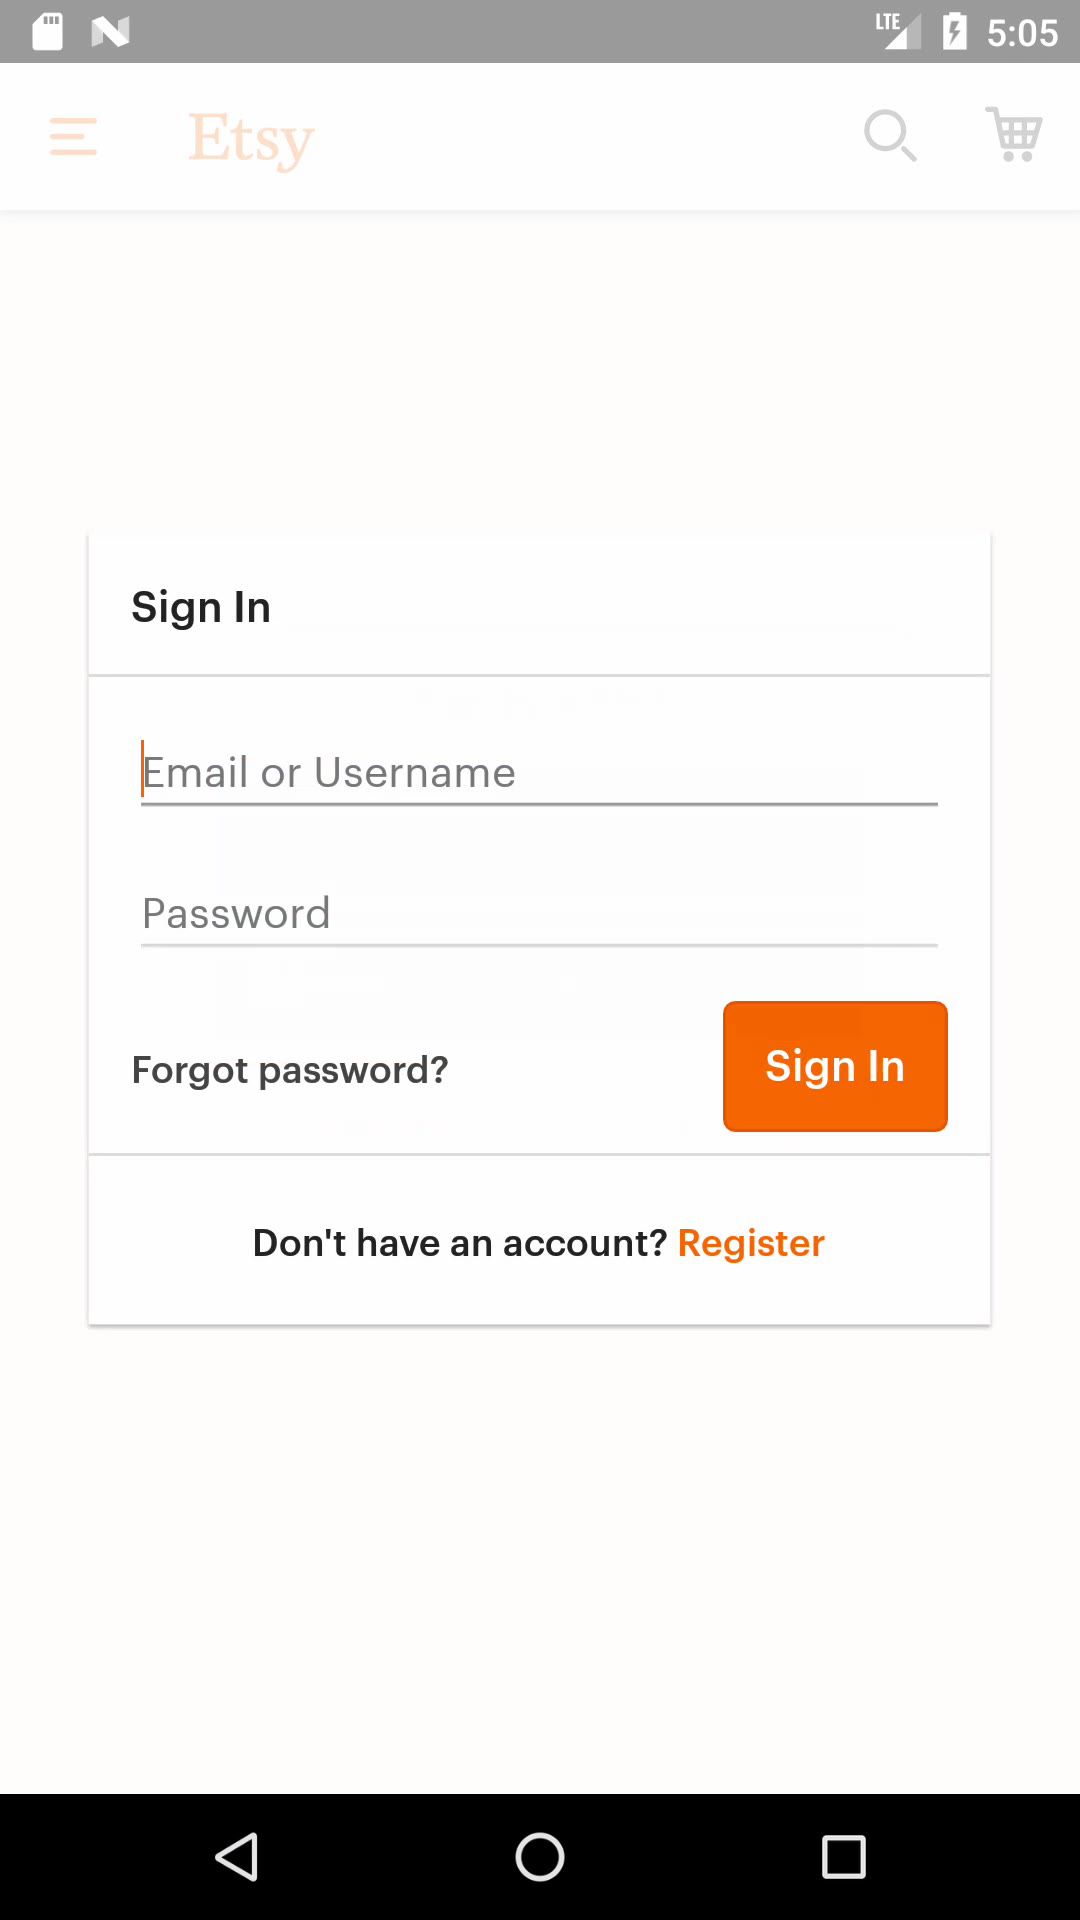 LTE 5:05
Etsy
Sign In
Email or Username
Password
Forgot password?
Sign In
Don't have an account? Register